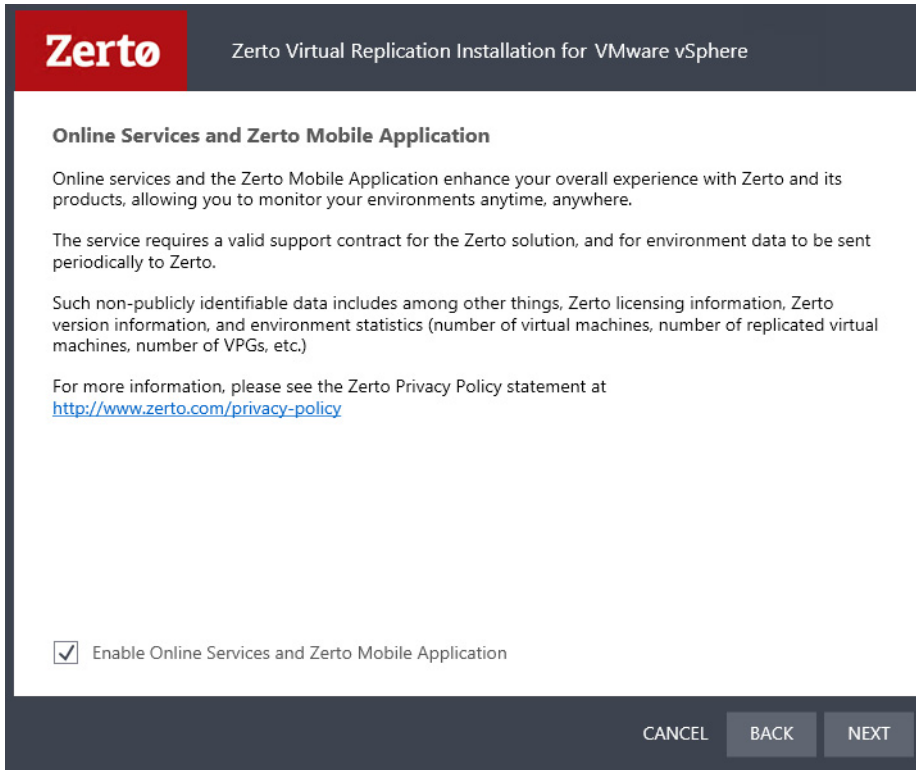 Zertø
Zerto Virtual Replication Installation for VMware vSphere
Online Services and Zerto Mobile Application
Online services and the Zerto Mobile Application enhance your overall experience with Zerto and its
products, allowing you to monitor your environments anytime, anywhere.
The service requires a valid support contract for the Zerto solution, and for environment data to be sent
periodically to Zerto.
Such non-publicly identifiable data includes among other things, Zerto licensing information, Zerto
version information, and environment statistics (number of virtual machines, number of replicated virtual
machines, number of VPGs, etc.)
For more information, please see the Zerto Privacy Policy statement at
http://www.zerto.com/privacy-policy
Enable Online Services and Zerto Mobile Application
CANCEL BACK NEXT